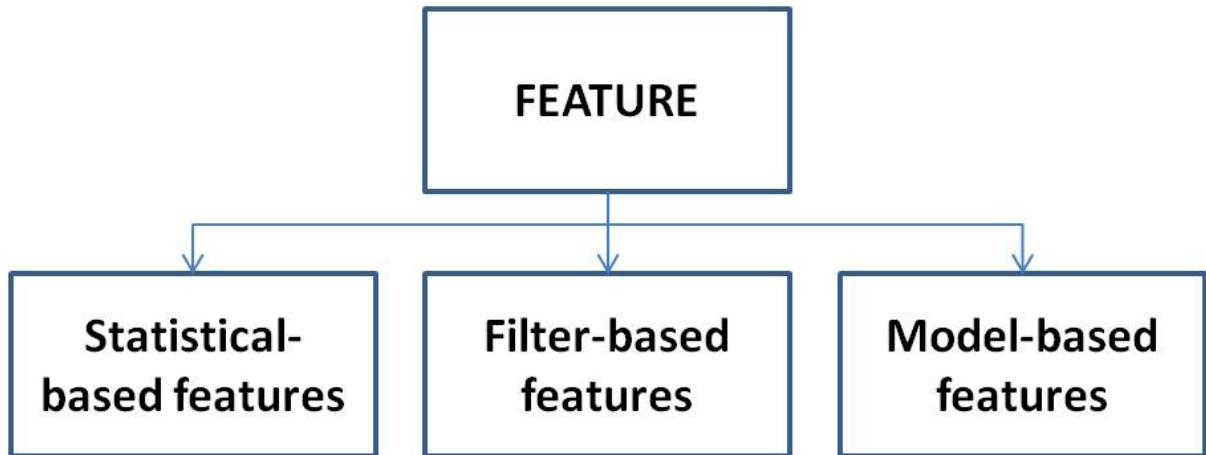 FEATURE
Statistical-
based features
Filter-based
features
Model-based
features